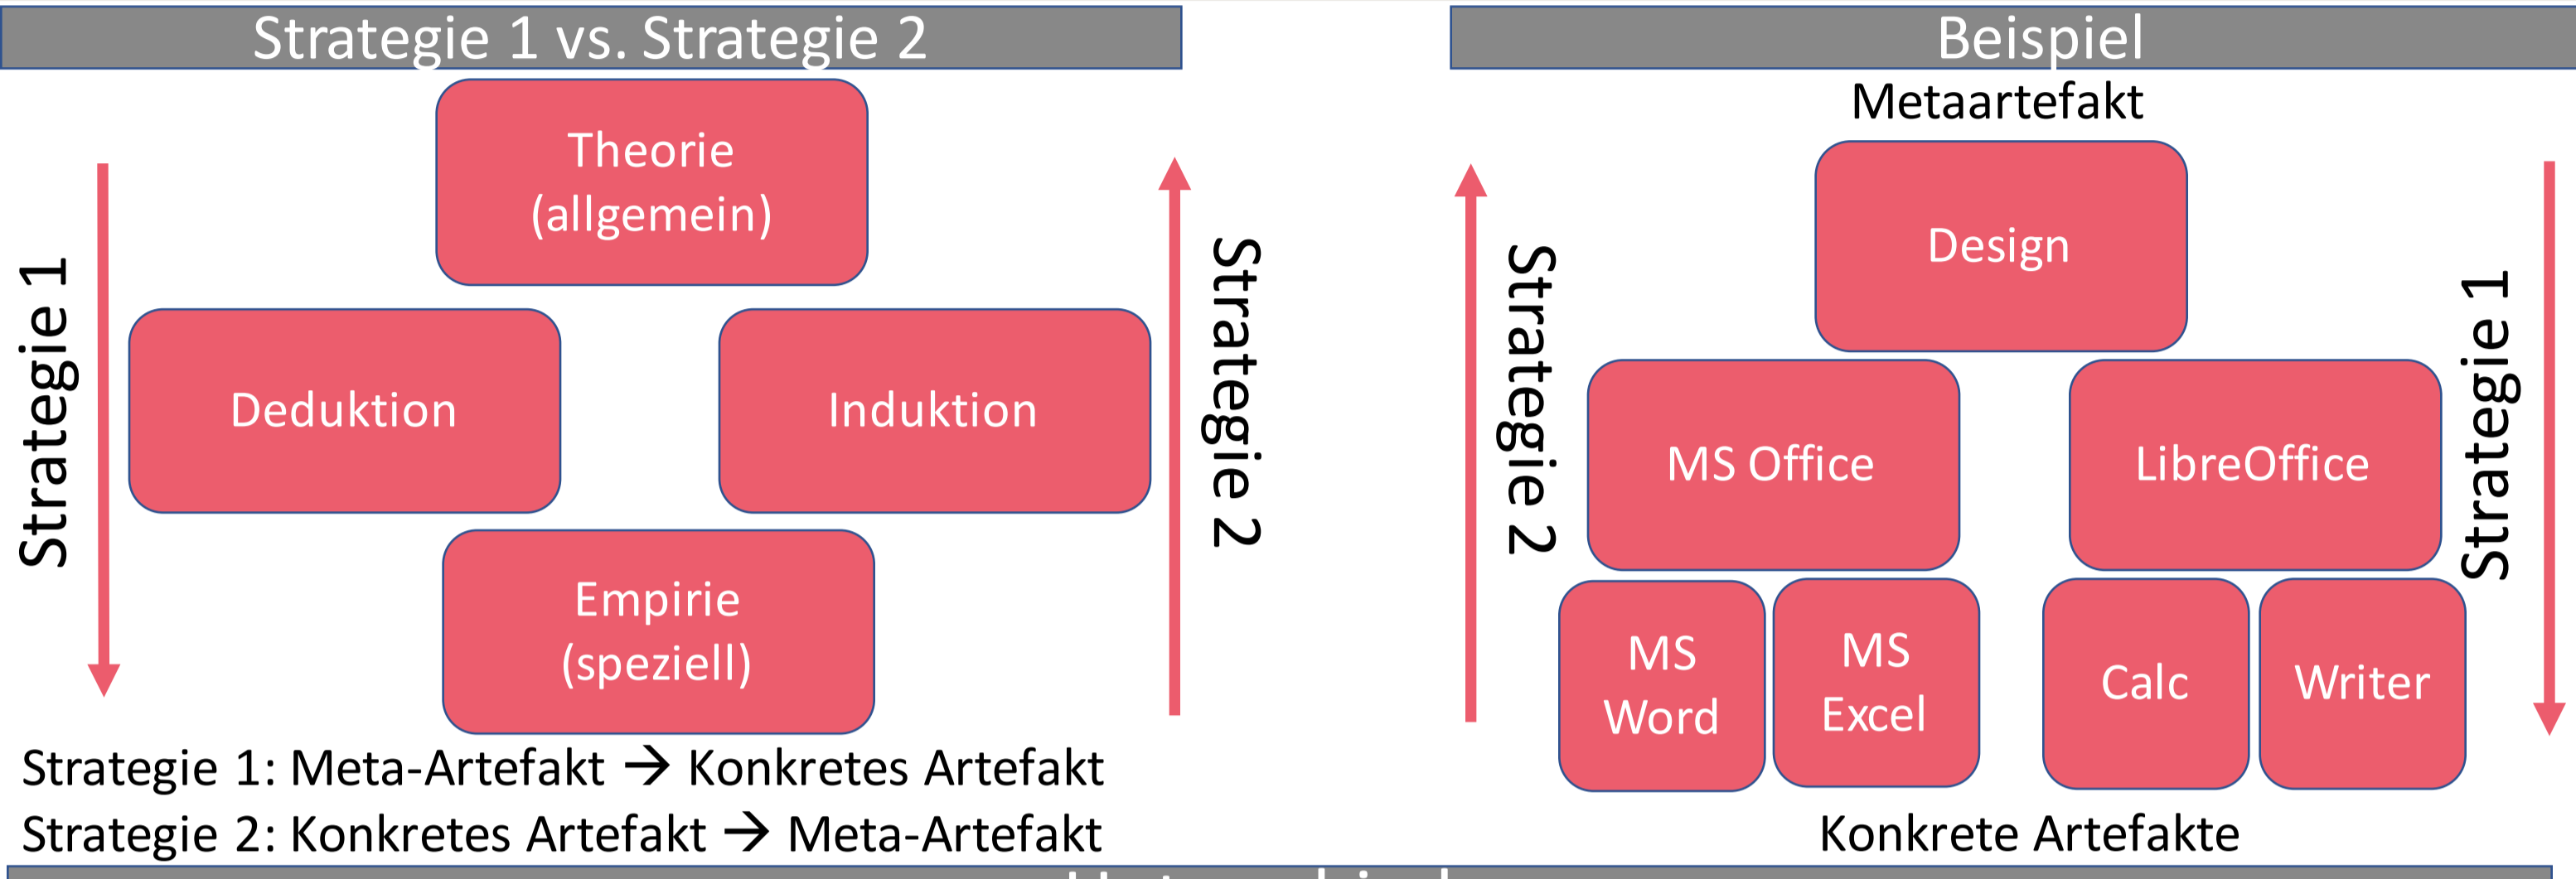 Strategie 1 vs. Strategie 2
Theorie
(allgemein)
Strategie 1
Deduktion
Induktion
Strategie 2
Empirie
(speziell)
Strategie 1: Meta-Artefakt → Konkretes Artefakt
Strategie 2: Konkretes Artefakt → Meta-Artefakt
Beispiel
Metaartefakt
Design
Strategie 2
MS Office
LibreOffice
Strategie 1
MS
Word
MS
Excel
Calc
Writer
Konkrete Artefakte